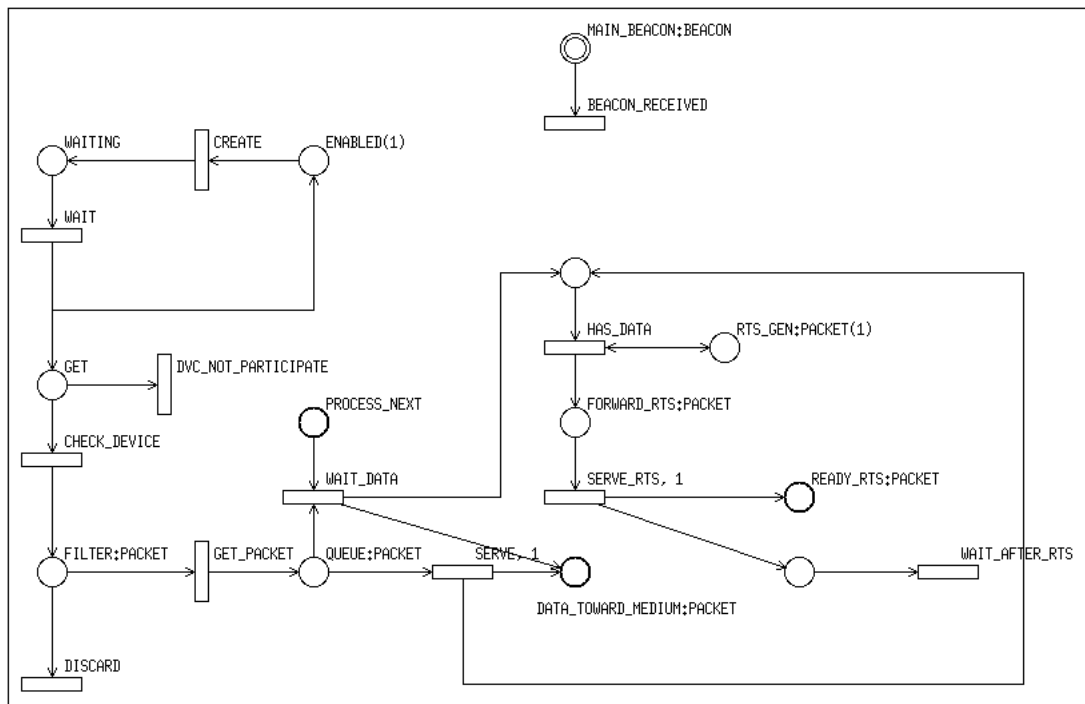 MAIN_BEACON:BEACON
BEACON_RECEIVED
WAITING
CREATE
ENABLED(1)
WAIT
HAS_DATA
RTS_GEN:PACKET(1)
GET
DVC_NOT_PARTICIPATE
PROCESS_NEXT
FORWARD_RTS:PACKET
CHECK_DEVICE
WAIT_DATA
SERVE_RTS, 1
READY_RTS:PACKET
FILTER:PACKET
GET_PACKET
QUEUE:PACKET
SERVE, 1
WAIT_AFTER_RTS
DATA_TOWARD_MEDIUM:PACKET
DISCARD